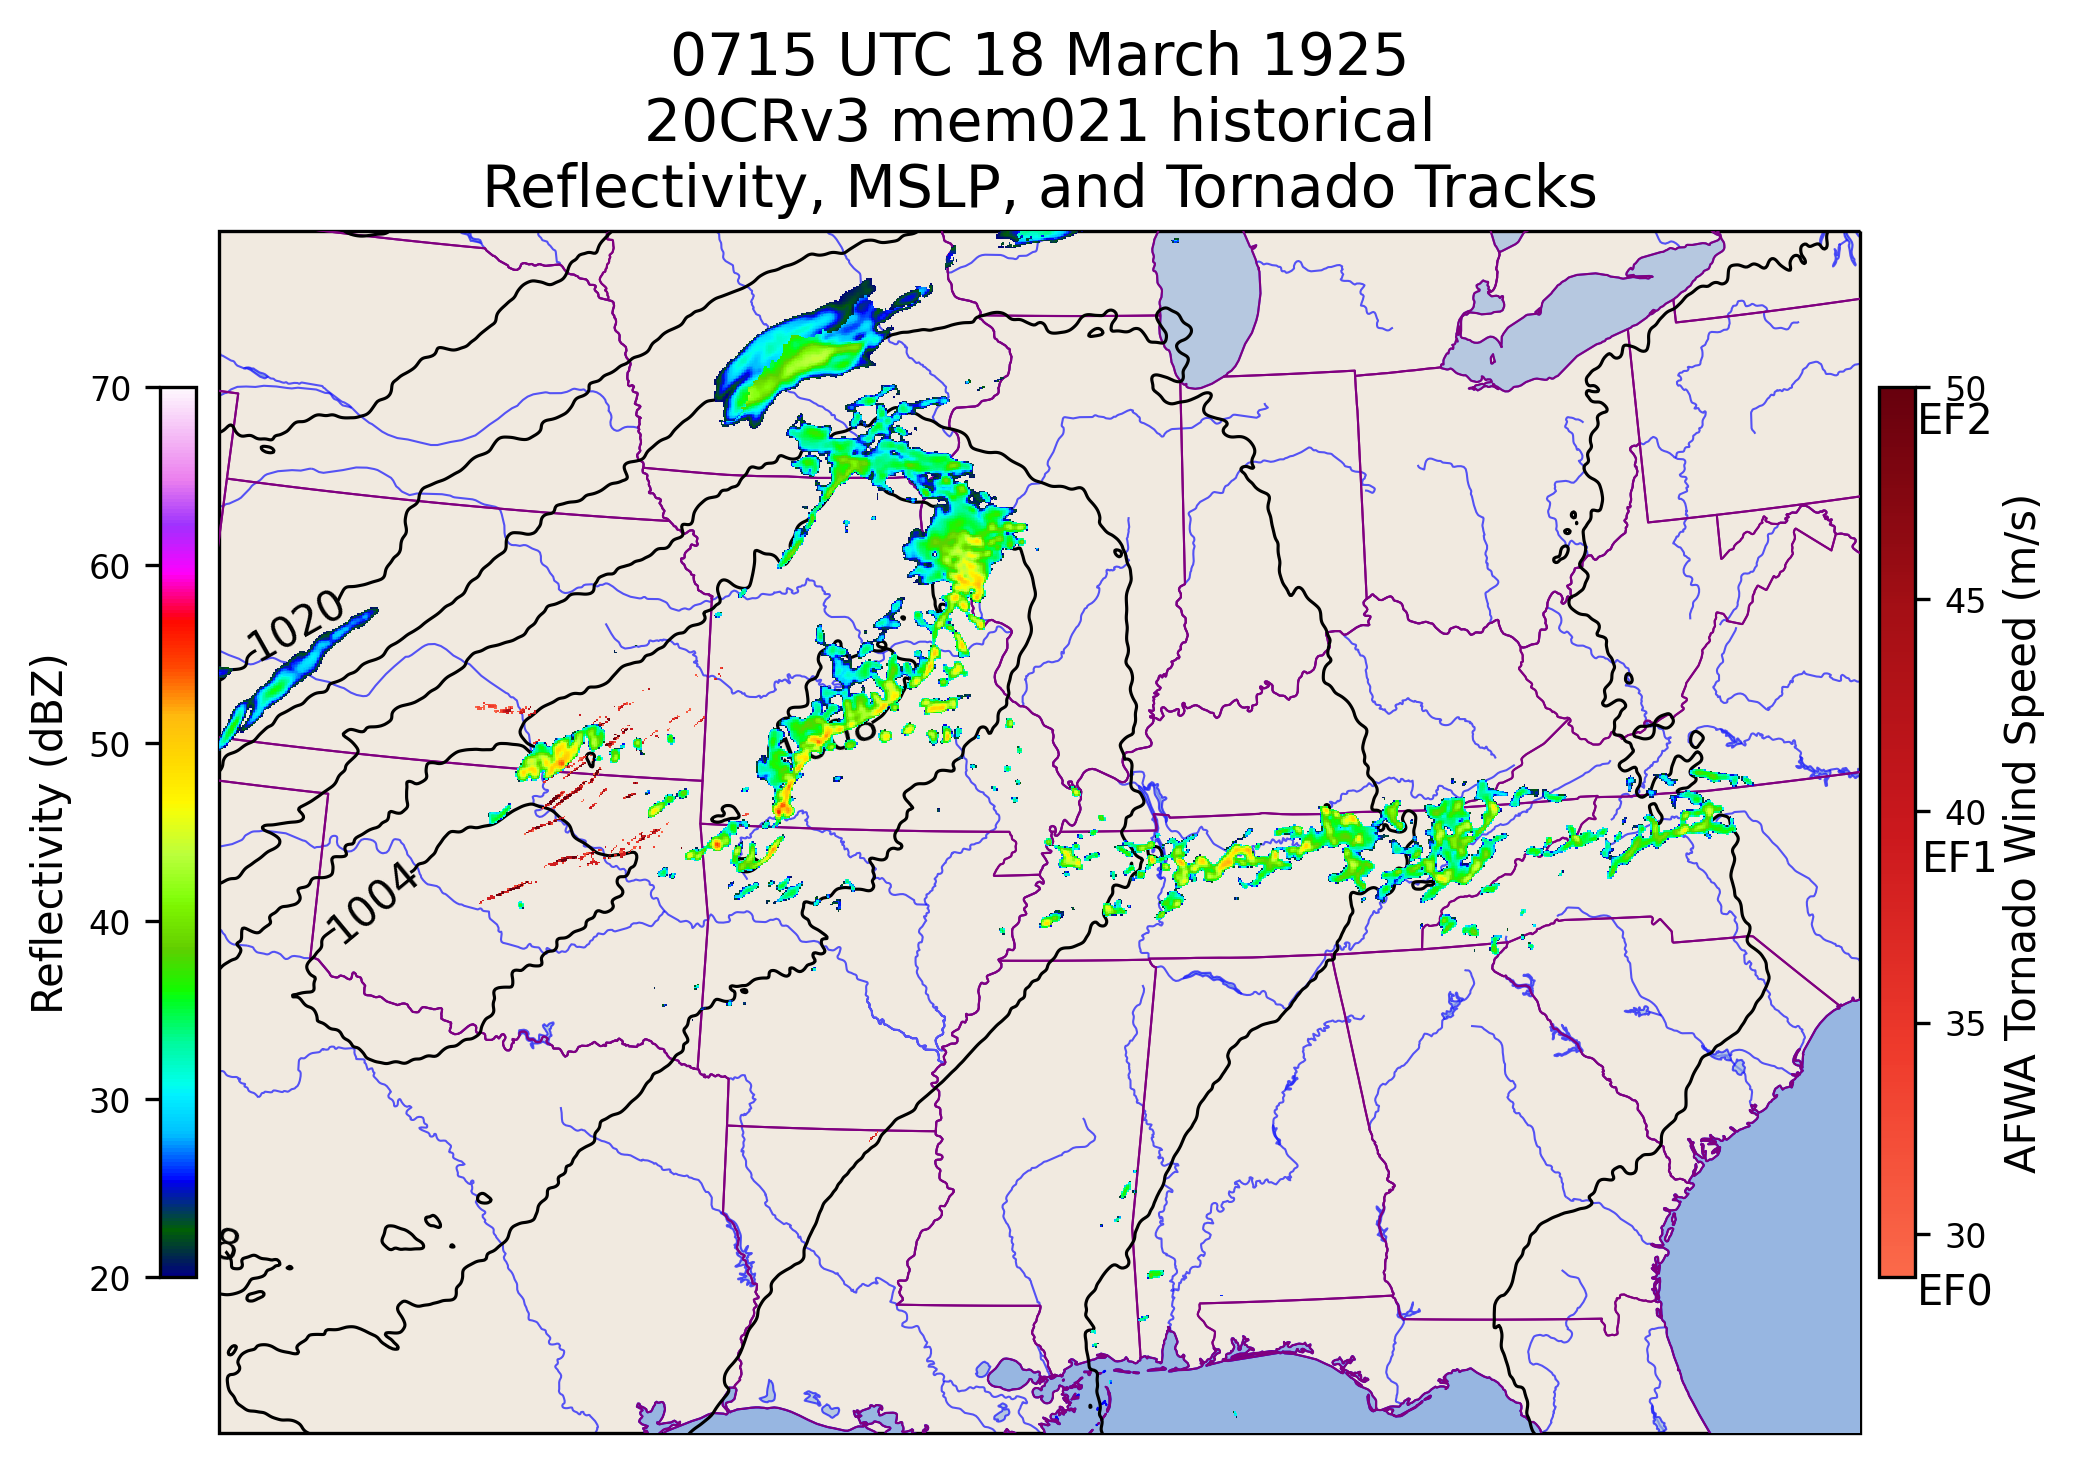 0715 UTC 18 March 1925
20CRv3 mem021 historical
Reflectivity, MSLP, and Tornado Tracks
70
60
50
40
30
20
Reflectivity (dBZ)
1020
1004
8
50
EF2
45
40
EF1
35
30
EF0
AFWA Tornado Wind Speed (m/s)